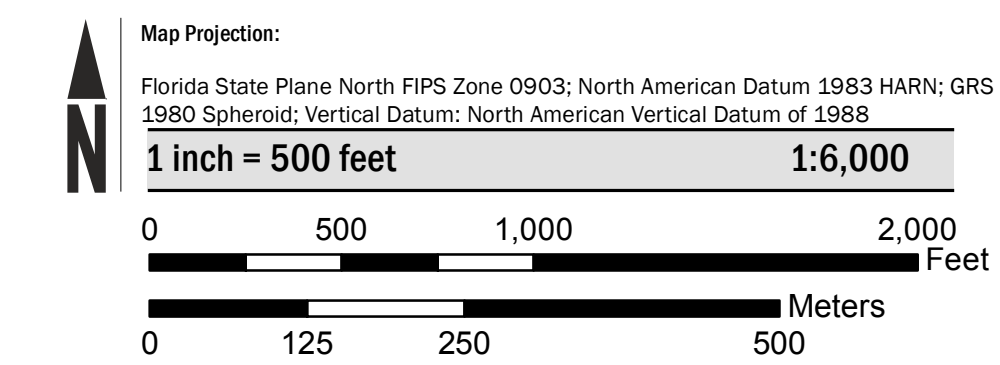 Map Projection:
Florida State Plane North FIPS Zone 0903; North American Datum 1983 HARN; GRS
1980 Spheroid; Vertical Datum: North American Vertical Datum of 1988
N
1 inch = 500 feet 1:6,000
0 500 1,000 2,000
Feet
Meters
0 125 250 500